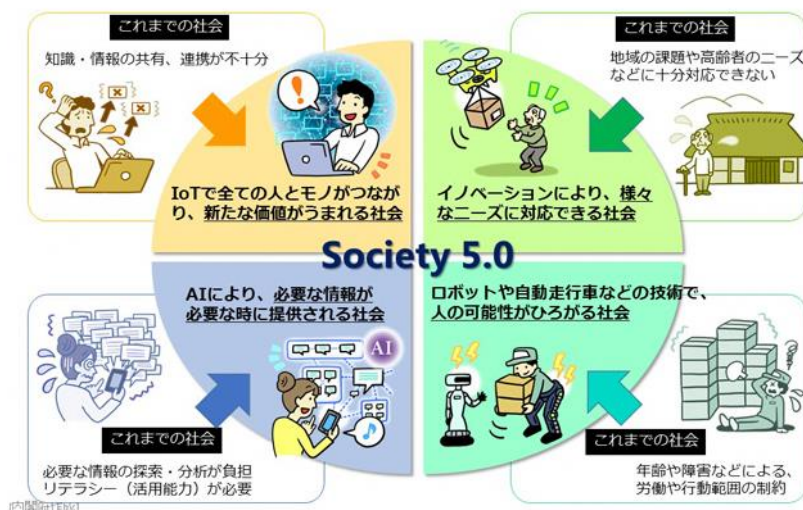 これまでの社会
知識・情報の共有、連携が不十分
IoTで全ての人とモノがつなが
り、新たな価値がうまれる社会
これまでの社会
地域の課題や高齢者のニーズ
などに十分対応できない
イノベーションにより、様々
なニーズに対応できる社会
Society 5.0
AIにより、必要な情報が
必要な時に提供される社会
AI
これまでの社会
必要な情報の探索・分析が負担
リテラシー（活用能力）が必要
ロボットや自動走行車などの技術で、
人の可能性がひろがる社会
これまでの社会
年齢や障害などによる、
労働や行動範囲の制約